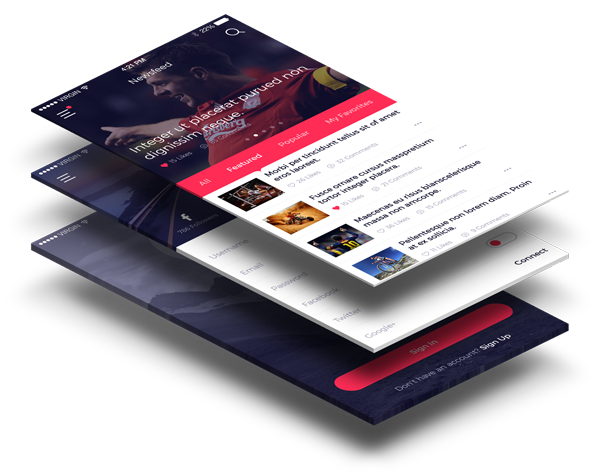 VIRGIN
4:21 PM
22%
Newsfeed
Integer ut placerat purued non
dignissim neque.
15 Likes
All
Featured
Popular
My Favorites
Morbi per tincidunt tellus sit of amet
eros laoreet.
26 Likes
32 Comments
Fusce ornare cursus masspretium
tortor integer placera.
15 Likes
21 Comments
Maecenas eu risus blanscelerisque
massa non amcorpe.
36 Likes
15 Comments
Pellentesque non lorem diam. Proin
at ex sollicia.
11 Likes
9 Comments
VIRGIN
Username
Email
Password
Facebook
Twitter
Google+
Connect
VIRGIN
Sign In
Don't have an account? Sign Up